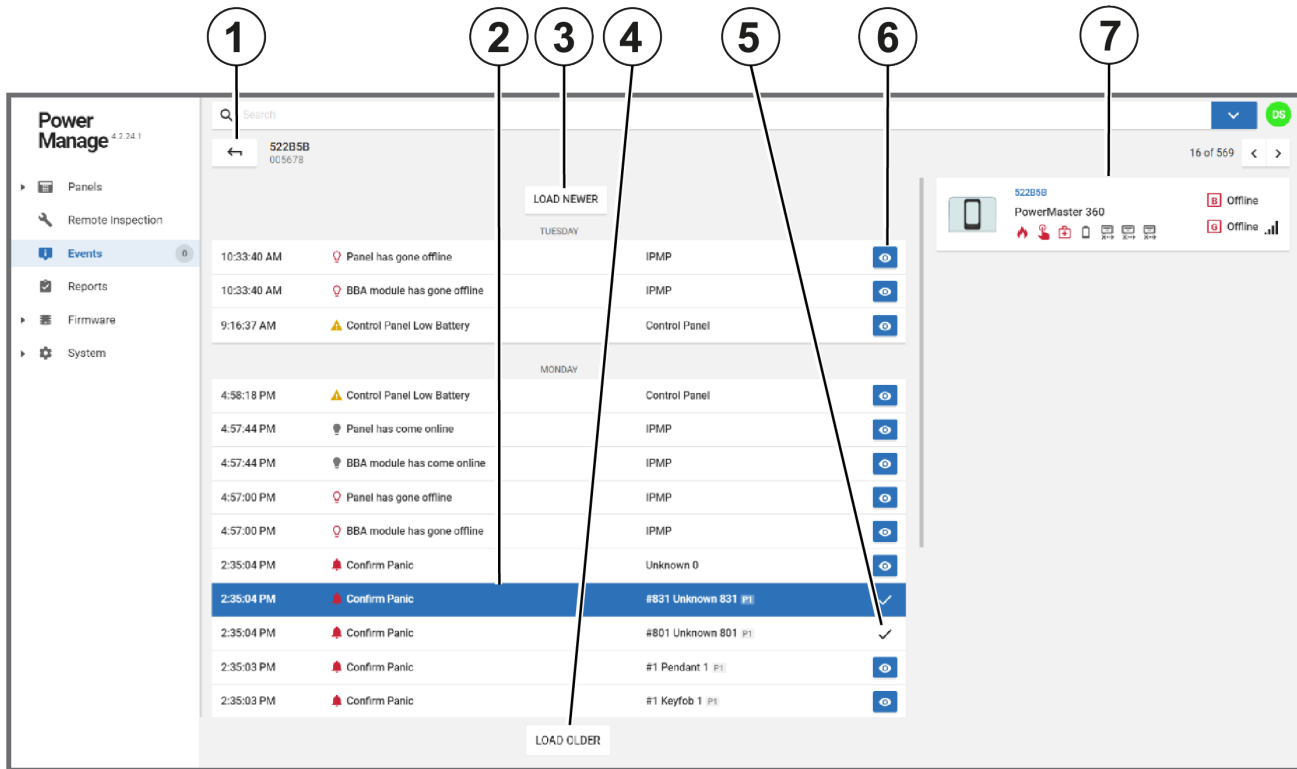 1 2 3 4 5 6 7
Power
Manage 4.2.24.1
Search
DS
522B5B
005678
16 of 569
Panels
Remote Inspection
Events 0
Reports
Firmware
System
LOAD NEWER
TUESDAY
10:33:40 AM Panel has gone offline IPMP
10:33:40 AM BBA module has gone offline IPMP
9:16:37 AM Control Panel Low Battery Control Panel
MONDAY
4:58:18 PM Control Panel Low Battery Control Panel
4:57:44 PM Panel has come online IPMP
4:57:44 PM BBA module has come online IPMP
4:57:00 PM Panel has gone offline IPMP
4:57:00 PM BBA module has gone offline IPMP
2:35:04 PM Confirm Panic Unknown 0
2:35:04 PM Confirm Panic #831 Unknown 831 P1
2:35:04 PM Confirm Panic #801 Unknown 801 P1
2:35:03 PM Confirm Panic #1 Pendant 1 P1
2:35:03 PM Confirm Panic #1 Keyfob 1 P1
LOAD OLDER
522B5B
PowerMaster 360
B Offline
G Offline